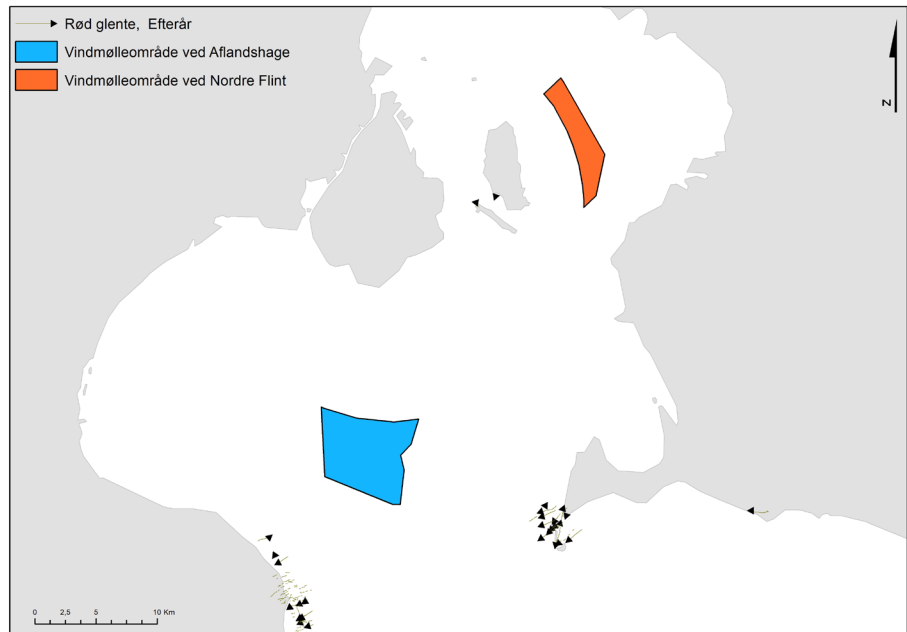 Rød glente, Efterår
Vindmølleområde ved Aflandshage
Vindmølleområde ved Nordre Flint
N
0 2,5 5 10 Km